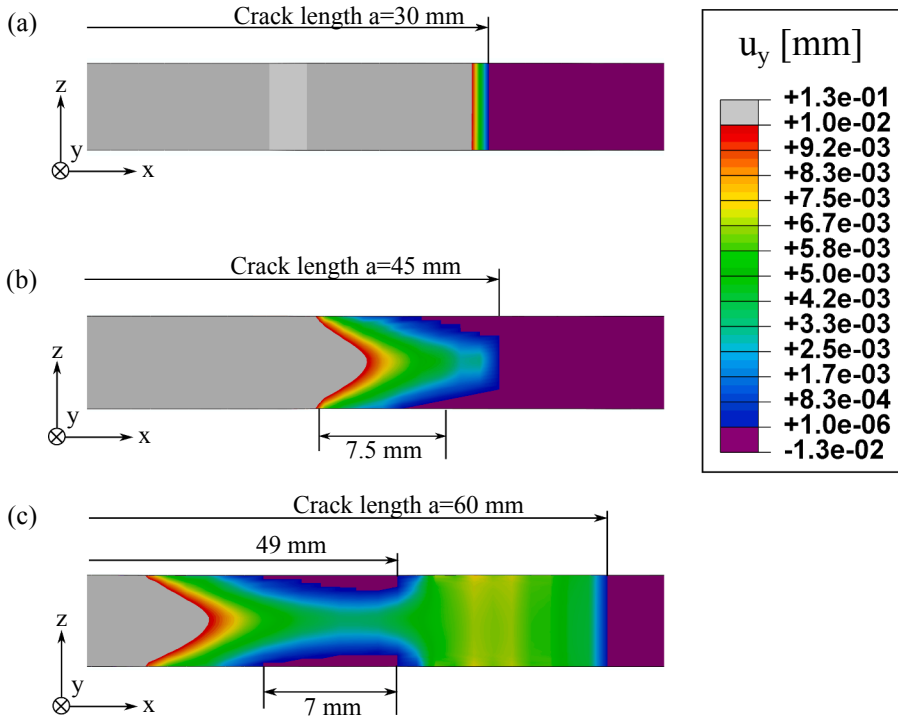 (a)
Crack length a=30 mm
z
y
x
(b)
Crack length a=45 mm
z
y
x
7.5 mm
(c)
Crack length a=60 mm
49 mm
z
y
x
7 mm
u_y [mm]
+1.3e-01
+1.0e-02
+9.2e-03
+8.3e-03
+7.5e-03
+6.7e-03
+5.8e-03
+5.0e-03
+4.2e-03
+3.3e-03
+2.5e-03
+1.7e-03
+8.3e-04
+1.0e-06
-1.3e-02